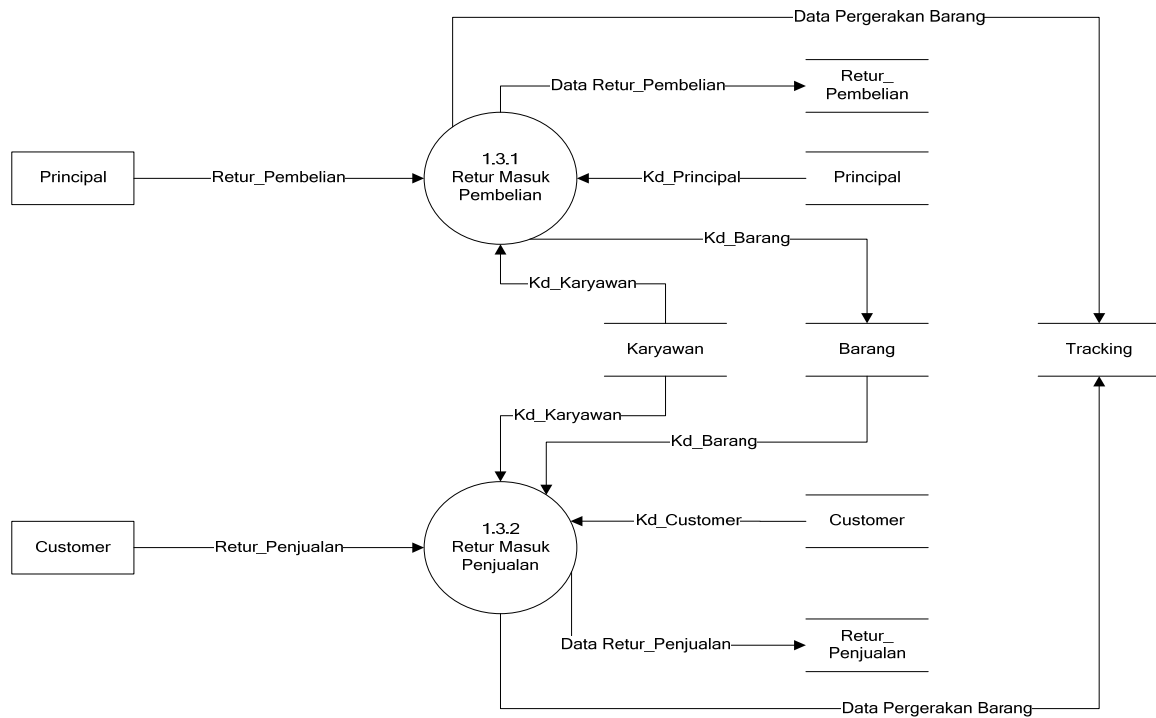 Data Pergerakan Barang
Data Retur_Pembelian
Retur_
Pembelian
Principal
Retur_Pembelian
1.3.1
Retur Masuk
Pembelian
Kd_Principal
Principal
Kd_Barang
Kd_Karyawan
Karyawan
Barang
Tracking
Kd_Karyawan
Kd_Barang
Customer
Retur_Penjualan
1.3.2
Retur Masuk
Penjualan
Kd_Customer
Customer
Data Retur_Penjualan
Retur_
Penjualan
Data Pergerakan Barang